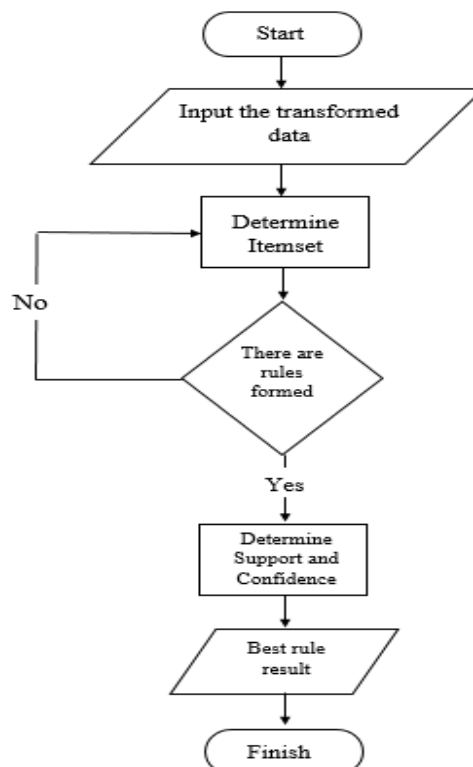 Start
Input the transformed
data
Determine
Itemset
No
There are
rules
formed
Yes
Determine
Support and
Confidence
Best rule
result
Finish